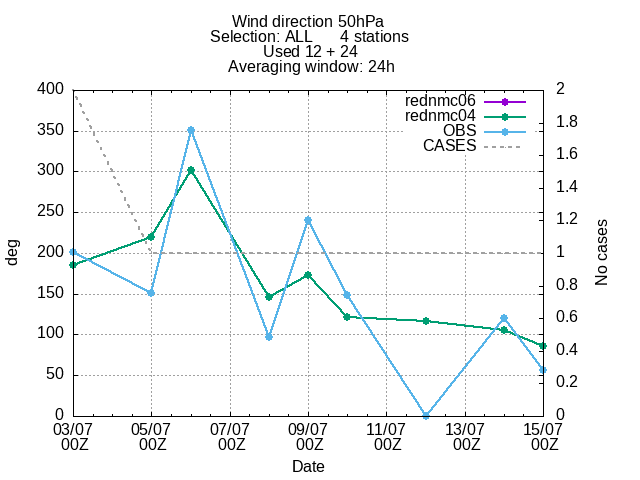 Wind direction 50hPa
Selection: ALL 4 stations
Used 12 + 24
Averaging window: 24h
rednmc06
rednmc04
OBS
CASES
400
350
300
250
200
150
100
50
0
2
1.8
1.6
1.4
1.2
1
0.8
0.6
0.4
0.2
0
deg
No cases
03/07 05/07 07/07 09/07 11/07 13/07 15/07
00Z 00Z 00Z 00Z 00Z 00Z 00Z
Date